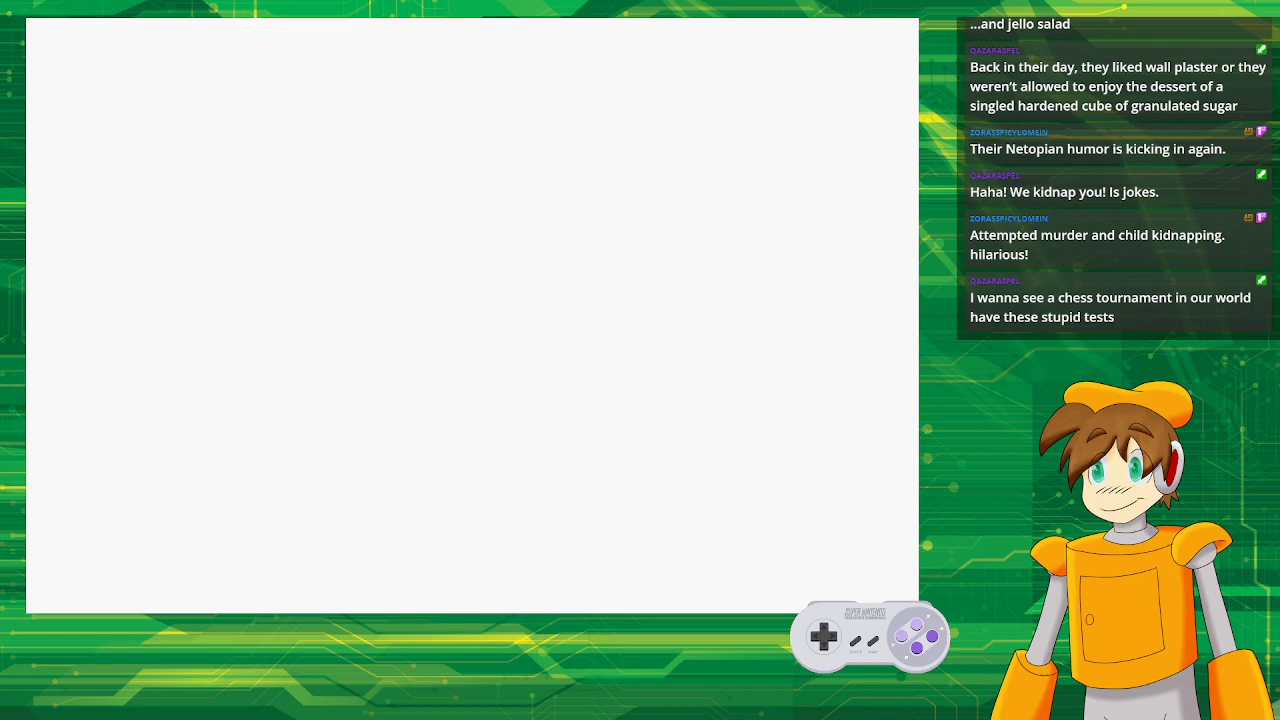 ...and jello salad
QAZARASPEL
Back in their day, they liked wall plaster or they
weren't allowed to enjoy the dessert of a
singled hardened cube of granulated sugar
ZORASSPICYLOMEIN
Their Netopian humor is kicking in again.
QAZARASPEL
Haha! We kidnap you! Is jokes.
ZORASSPICYLOMEIN
Attempted murder and child kidnapping.
hilarious!
QAZARASPEL
I wanna see a chess tournament in our world
have these stupid tests
SUPER NINTENDO